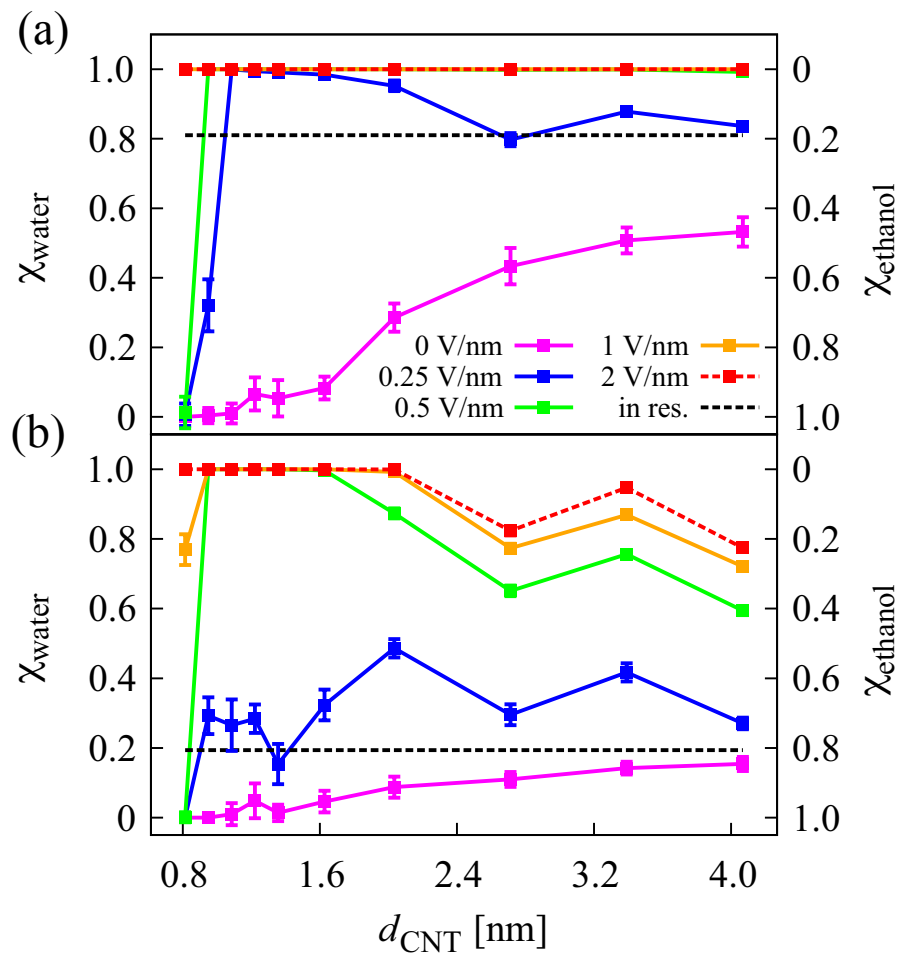 (a)
1.0 0
0.8 0.2
0.6 0.4
0.4 0.6
0.2 0.8
0 1.0
χwater
χethanol
0 V/nm 1 V/nm
0.25 V/nm 2 V/nm
0.5 V/nm in res.
(b)
1.0 0
0.8 0.2
0.6 0.4
0.4 0.6
0.2 0.8
0 1.0
χwater
χethanol
0.8 1.6 2.4 3.2 4.0
dCNT [nm]